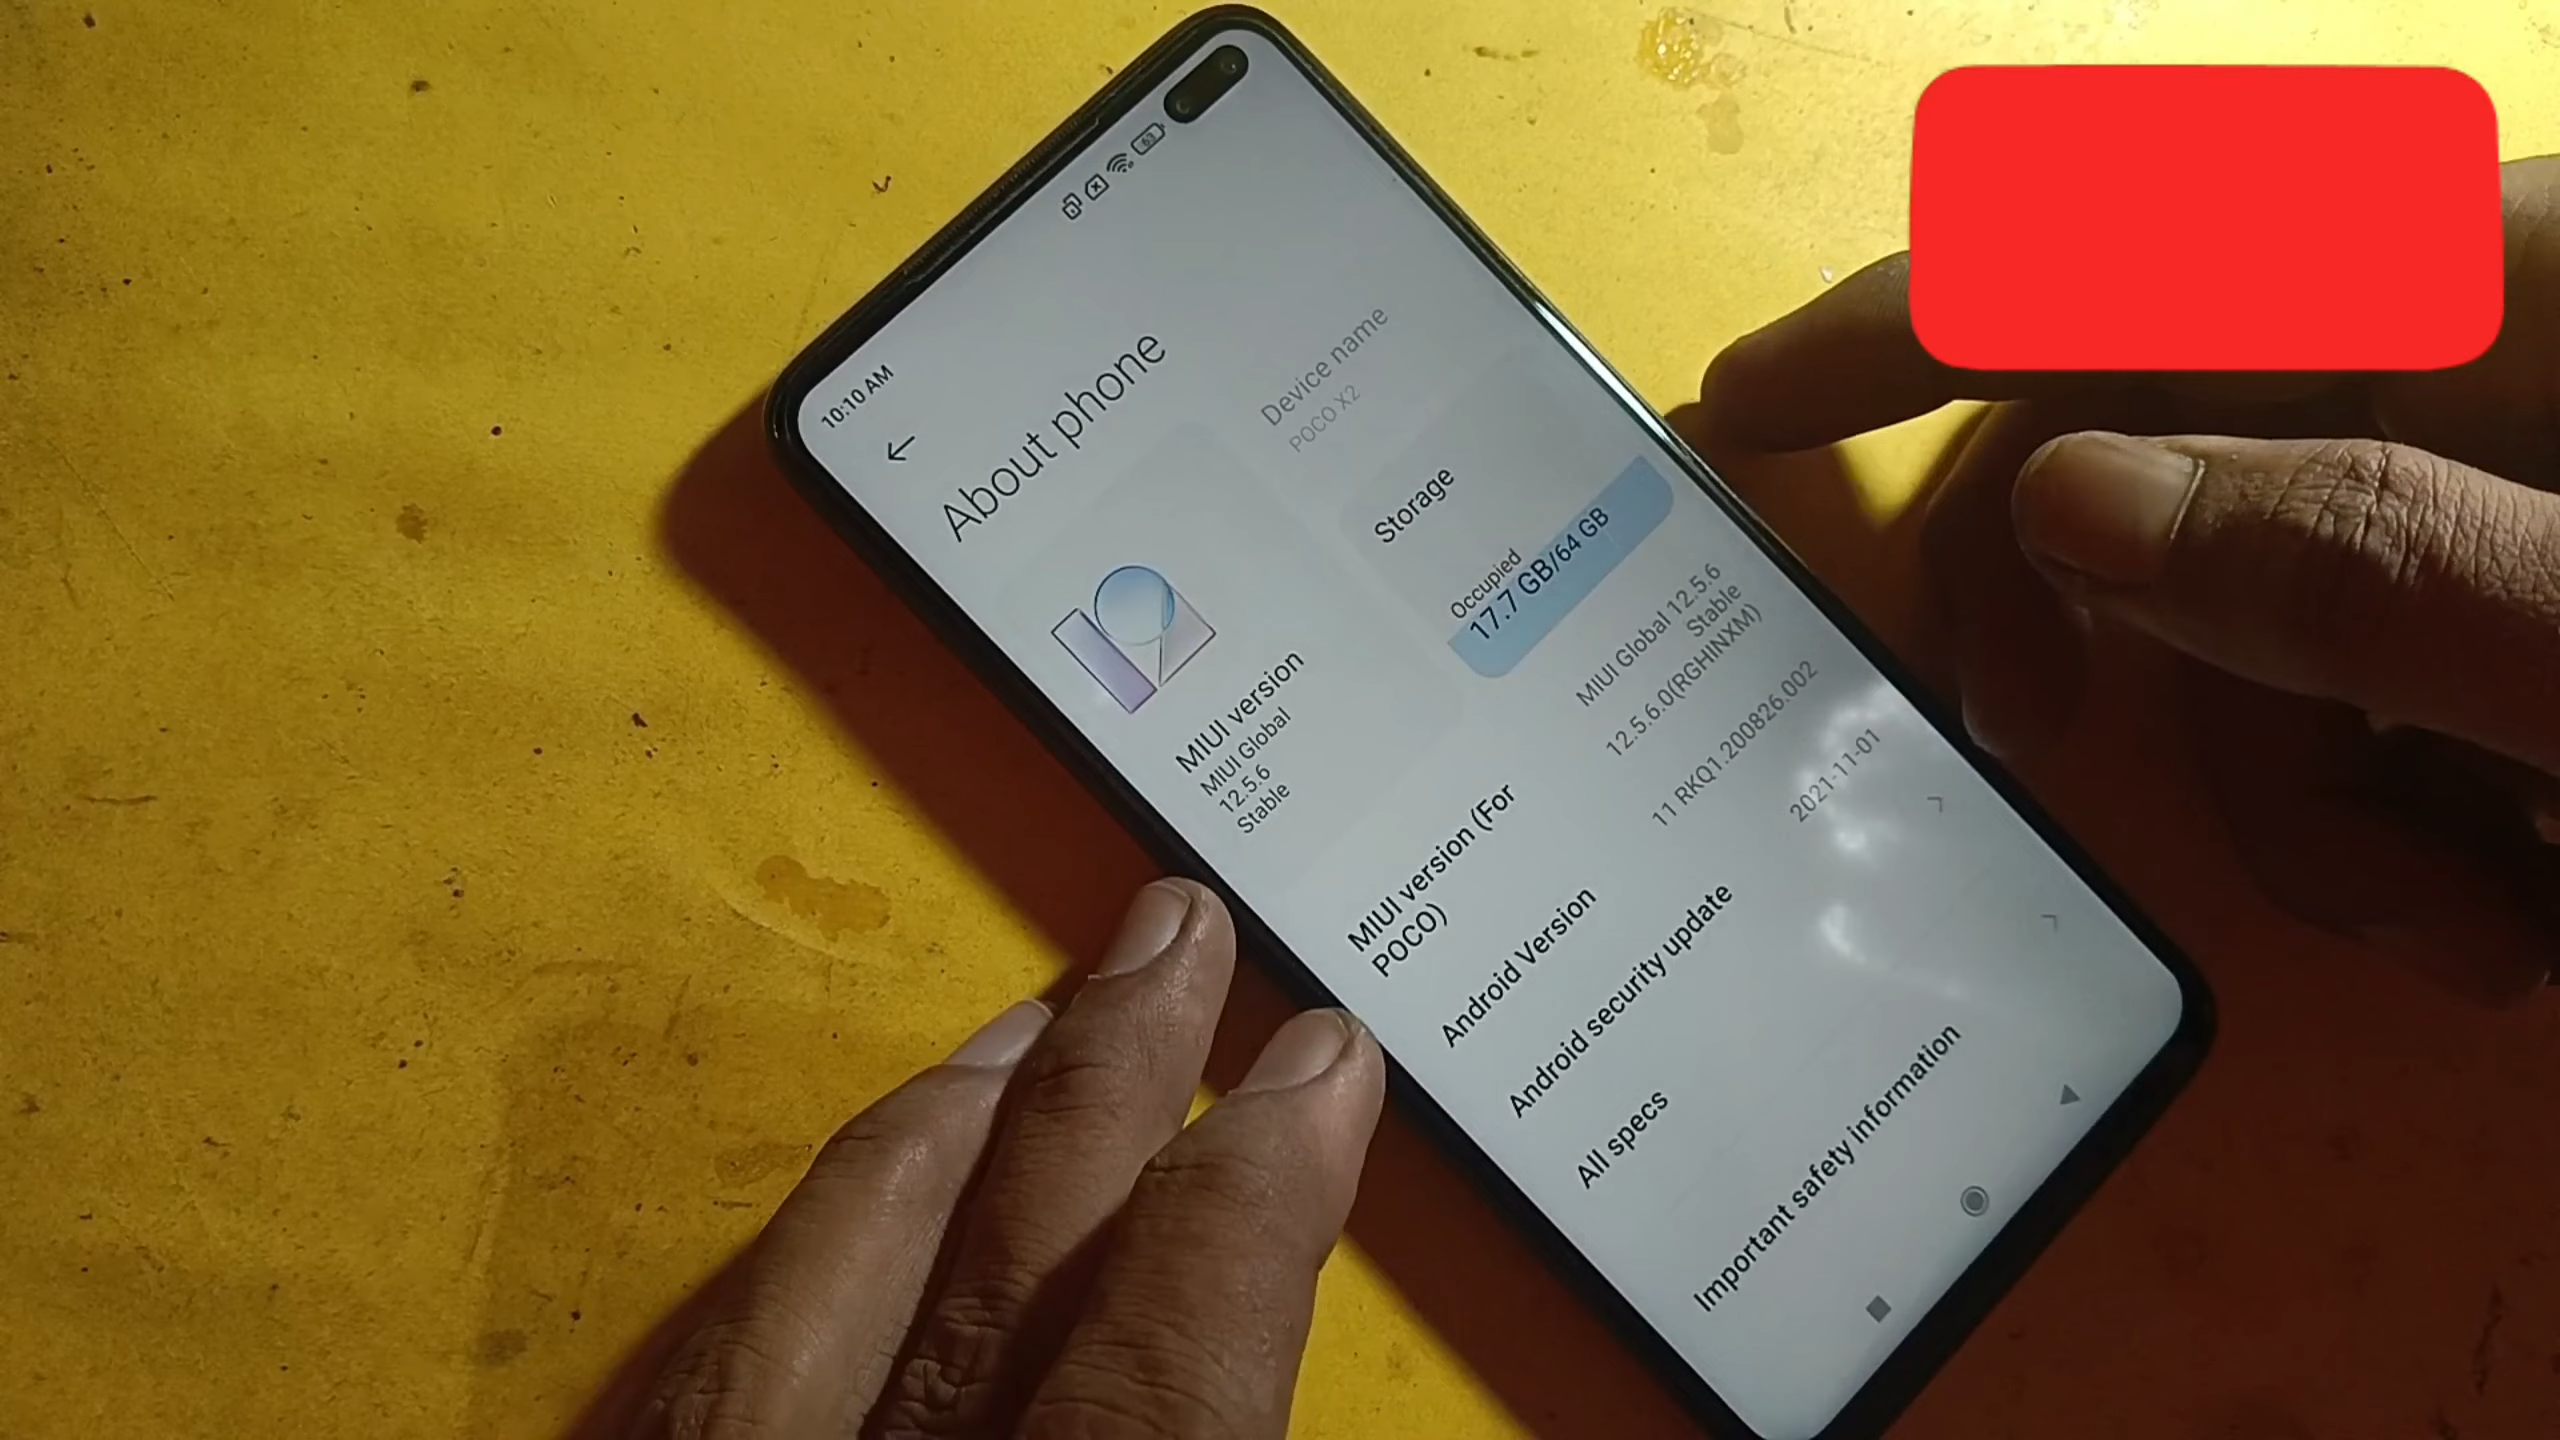 10:10 AM
63
About phone
Device name
POCO X2
MIUI version
MIUI Global
12.5.6
Stable
Storage
Occupied
17.7 GB/64 GB
MIUI version (For
POCO)
MIUI Global 12.5.6
Stable
12.5.6.0(RGHINXM)
Android Version
11 RKQ1.200826.002
Android security update
2021-11-01
All specs
Important safety information